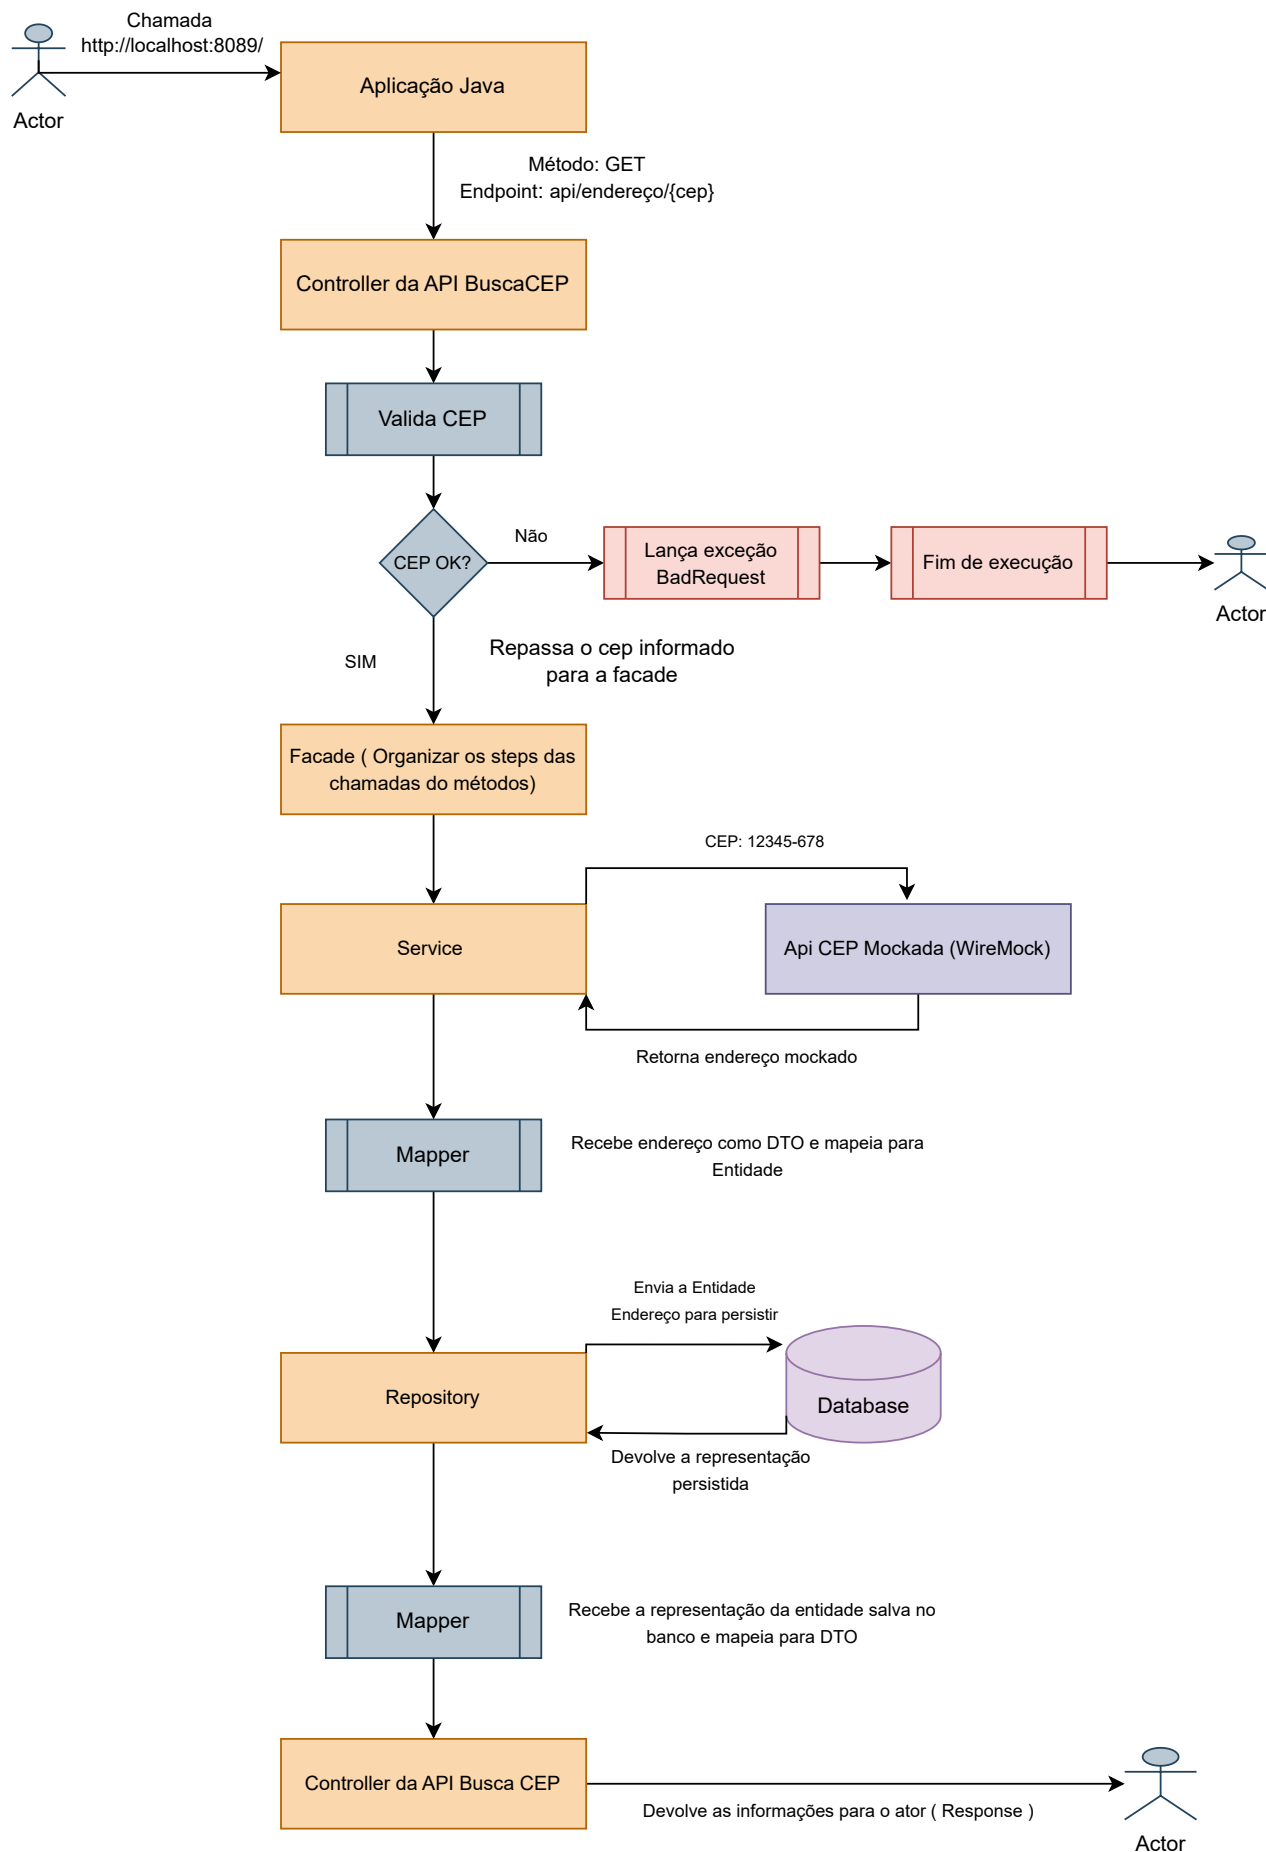 Chamada
http://localhost:8089/
Actor
Aplicação Java
Método: GET
Endpoint: api/endereço/{cep}
Controller da API BuscaCEP
Valida CEP
CEP OK?
Não
Lança exceção
BadRequest
Fim de execução
Actor
SIM
Repassa o cep informado
para a facade
Facade ( Organizar os steps das
chamadas do métodos)
CEP: 12345-678
Service
Api CEP Mockada (WireMock)
Retorna endereço mockado
Mapper
Recebe endereço como DTO e mapeia para
Entidade
Envia a Entidade
Endereço para persistir
Repository
Database
Devolve a representação
persistida
Mapper
Recebe a representação da entidade salva no
banco e mapeia para DTO
Controller da API Busca CEP
Devolve as informações para o ator ( Response )
Actor